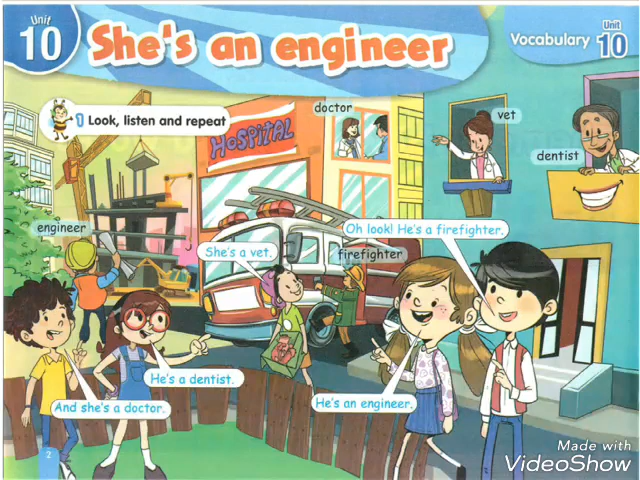 Unit
10
She's an engineer
Vocabulary
Unit
10
1 Look, listen and repeat
HOSPITAL
doctor
vet
dentist
engineer
firefighter
Oh look! He's a firefighter.
She's a vet.
He's a dentist.
And she's a doctor.
He's an engineer.
2
Made with
VideoShow